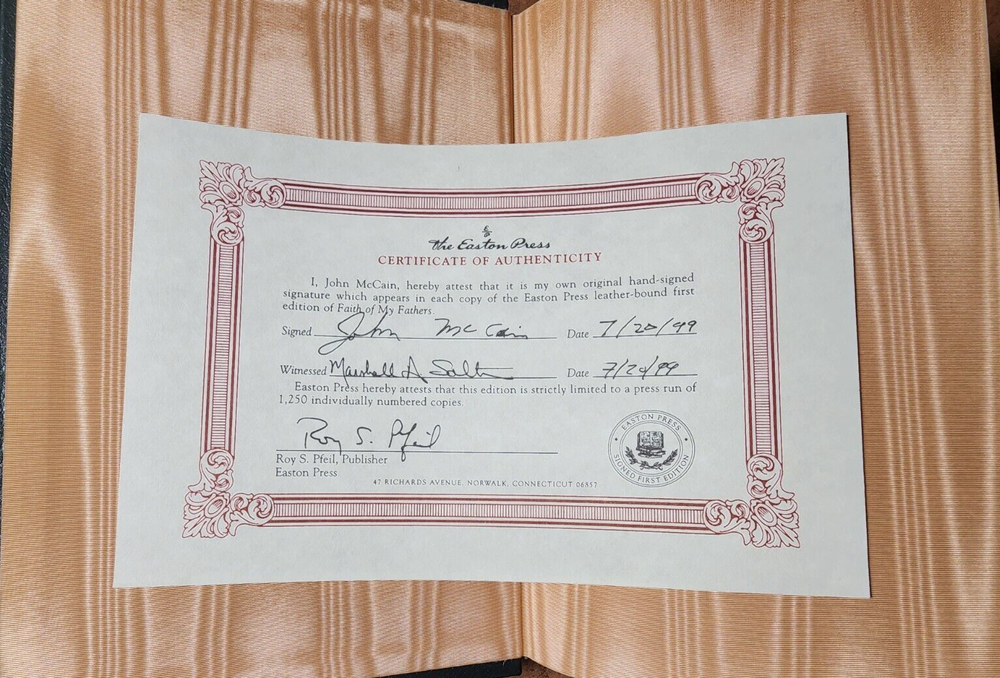 The Easton Press
CERTIFICATE OF AUTHENTICITY
I, John McCain, hereby attest that it is my own original hand-signed
signature which appears in each copy of the Easton Press leather-bound first
edition of Faith of My Fathers.
Signed John McCain Date 7/20/99
Witnessed Marshall A Salter Date 7/20/99
Easton Press hereby attests that this edition is strictly limited to a press run of
1,250 individually numbered copies.
Roy S. Pfeil
Roy S. Pfeil, Publisher
Easton Press
47 RICHARDS AVENUE, NORWALK, CONNECTICUT 06857
EASTON PRESS
SIGNED FIRST EDITION